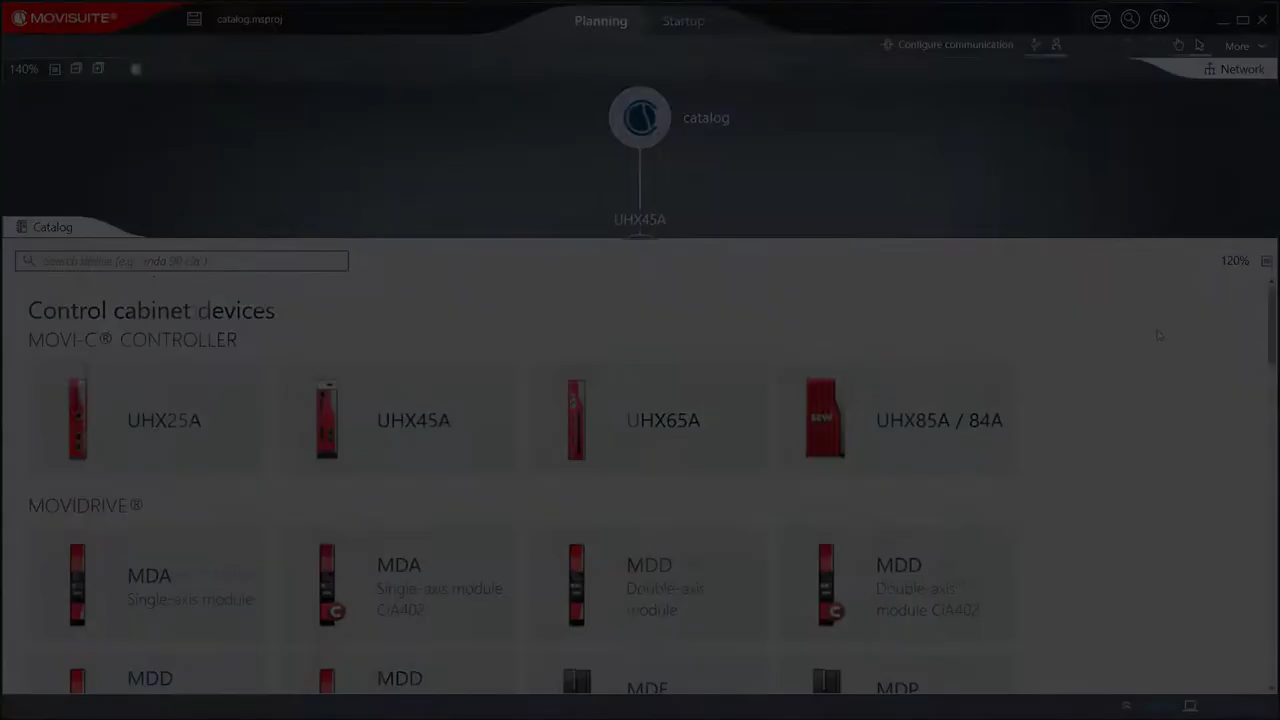 MOVISUITE®
catalog.msproj
Planning
Startup
EN
Configure communication
More
140%
Network
catalog
UHX45A
Catalog
120%
Control cabinet devices
MOVI-C® CONTROLLER
UHX25A
UHX45A
UHX65A
UHX85A / 84A
SEW
MOVIDRIVE®
MDA
Single-axis module
MDA
Single-axis module
CiA402
MDD
Double-axis
module
MDD
Double-axis
module CiA402
MDD
MDD
MDP